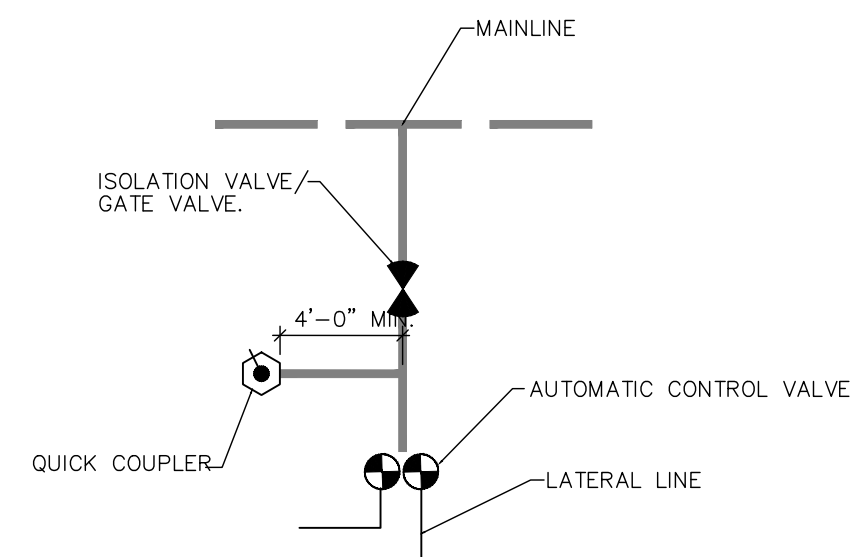 MAINLINE
ISOLATION VALVE/
GATE VALVE.
4'-0" MIN.
AUTOMATIC CONTROL VALVE
QUICK COUPLER
LATERAL LINE